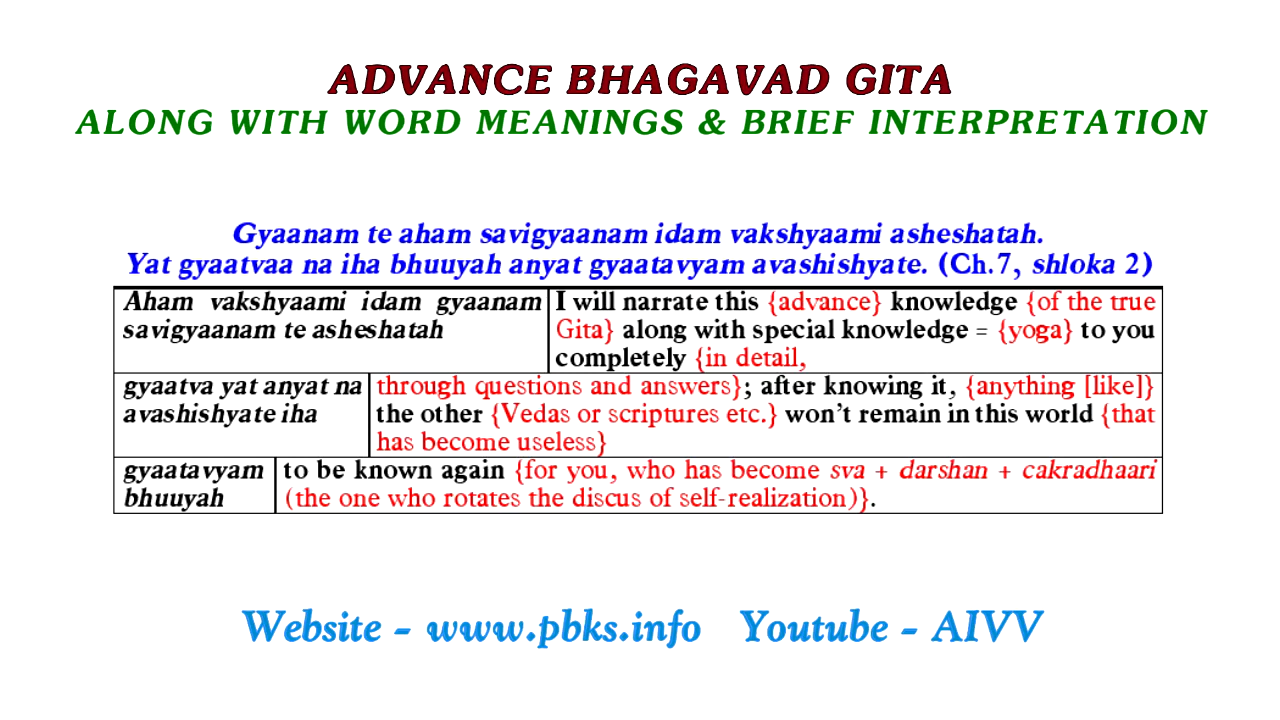 ADVANCE BHAGAVAD GITA
ALONG WITH WORD MEANINGS & BRIEF INTERPRETATION
Gyaanam te aham savigyaanam idam vakshyaami asheshatah.
Yat gyaatvaa na iha bhuuyah anyat gyaatavyam avashishyate. (Ch.7, shloka 2)
Aham vakshyaami idam gyaanam
savigyaanam te asheshatah
I will narrate this {advance} knowledge {of the true
Gita} along with special knowledge = {yoga} to you
completely {in detail,
gyaatva yat anyat na
avashishyate iha
through questions and answers}; after knowing it, {anything [like]}
the other {Vedas or scriptures etc.} won’t remain in this world {that
has become useless}
gyaatavyam
bhuuyah
to be known again {for you, who has become sva + darshan + cakradhaari
(the one who rotates the discus of self-realization)}.
Website - www.pbks.info Youtube - AIVV